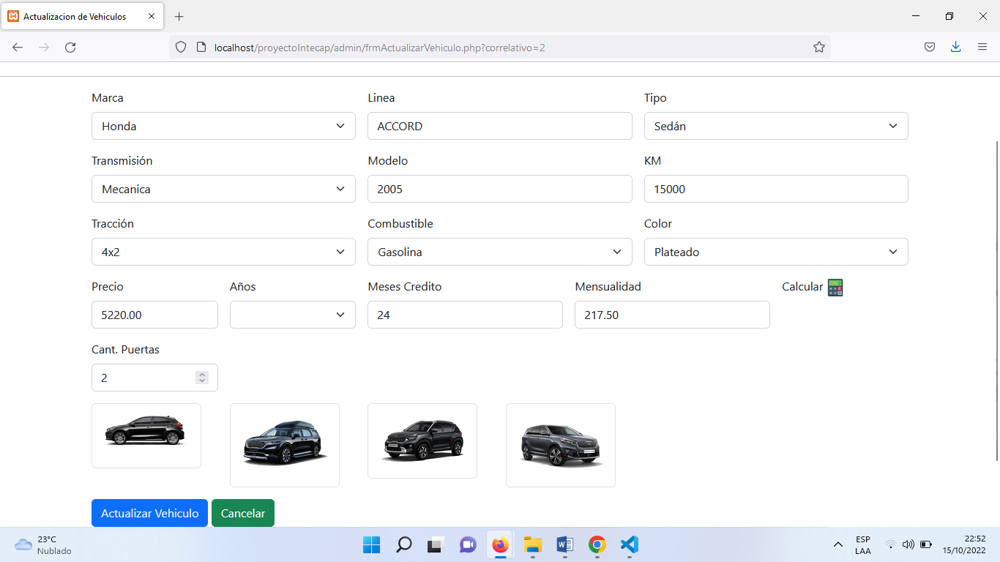 Actualizacion de Vehiculos
localhost/proyectoIntecap/admin/frmActualizarVehiculo.php?correlativo=2
Marca Linea Tipo
Honda ACCORD Sedán
Transmisión Modelo KM
Mecanica 2005 15000
Tracción Combustible Color
4x2 Gasolina Plateado
Precio Años Meses Credito Mensualidad Calcular
5220.00 24 217.50
Cant. Puertas
2
Actualizar Vehiculo Cancelar
23°C
Nublado
ESP
LAA
22:52
15/10/2022